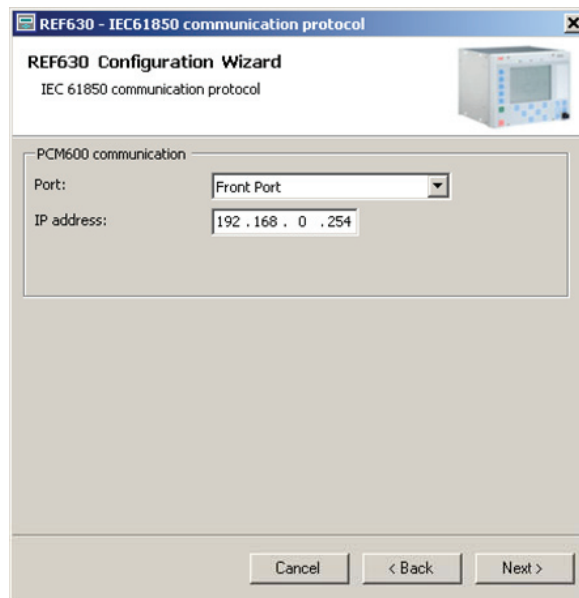 REF630 - IEC61850 communication protocol
REF630 Configuration Wizard
IEC 61850 communication protocol
PCM600 communication
Port: Front Port
IP address: 192 . 168 . 0 . 254
Cancel < Back Next >